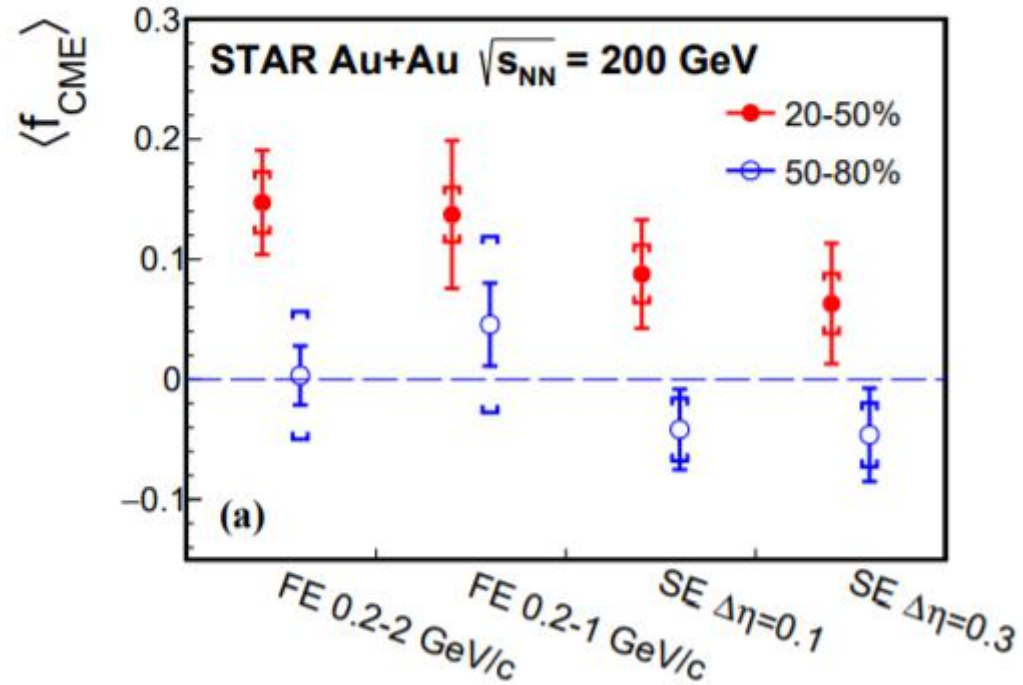 ⟨f_CME⟩
0.3
0.2
0.1
0
−0.1
STAR Au+Au √s_NN = 200 GeV
20-50%
50-80%
(a)
FE 0.2-2 GeV/c
FE 0.2-1 GeV/c
SE Δη=0.1
SE Δη=0.3